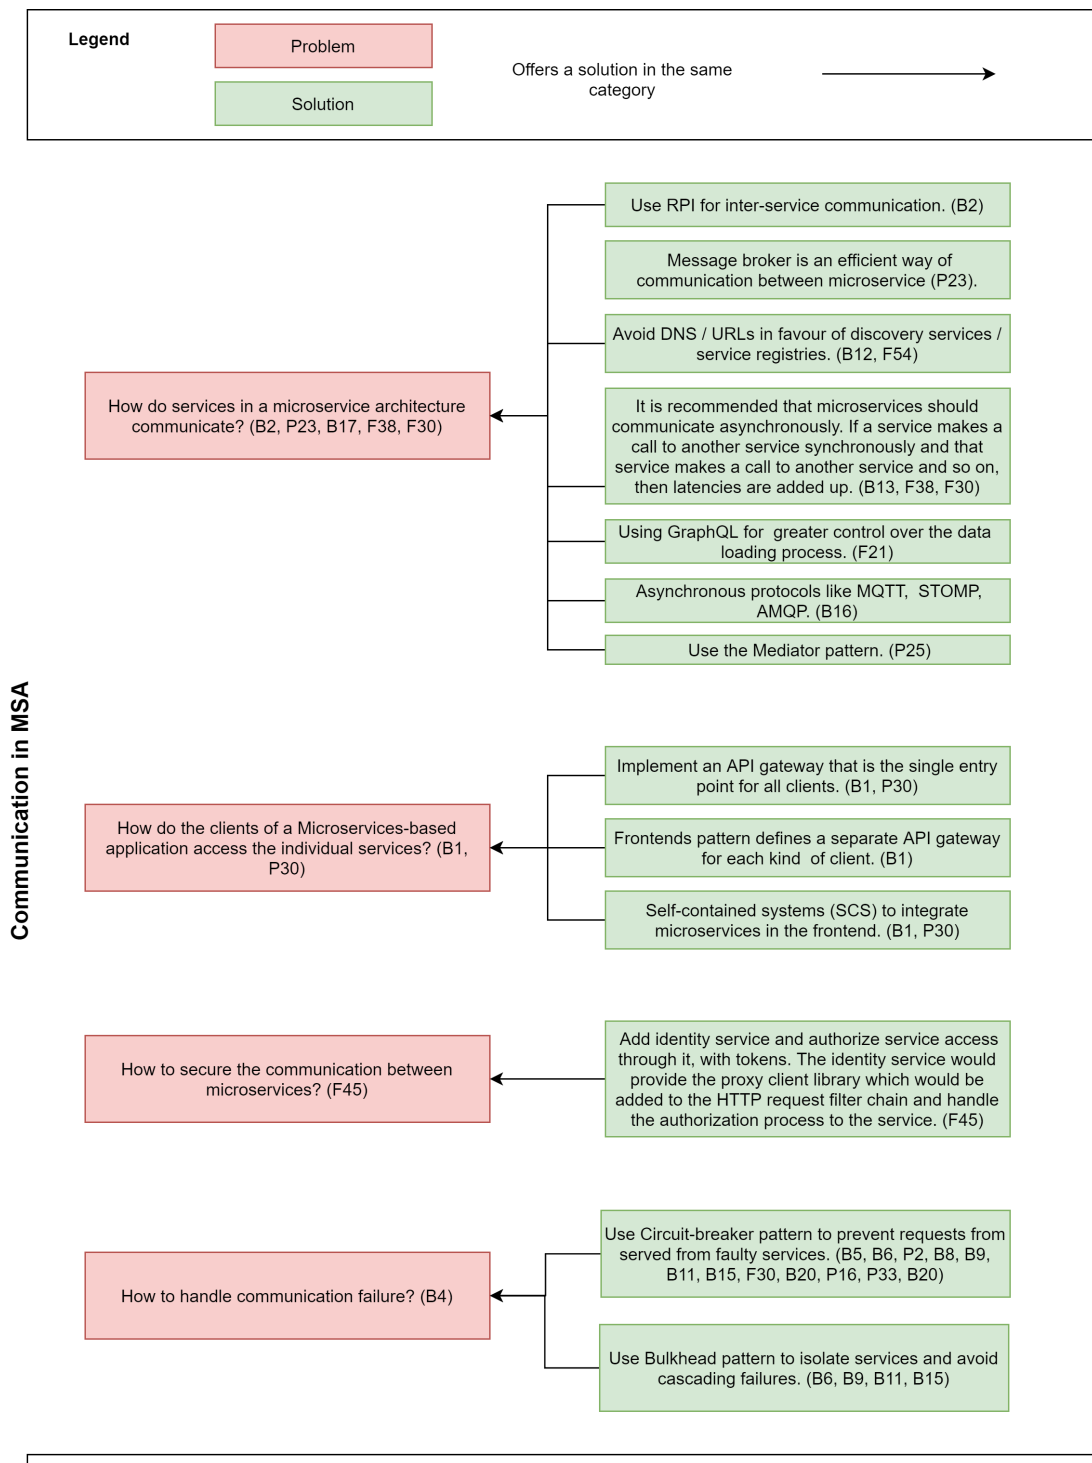 Legend
Problem
Solution
Offers a solution in the same
category
Communication in MSA
How do services in a microservice architecture
communicate? (B2, P23, B17, F38, F30)
Use RPI for inter-service communication. (B2)
Message broker is an efficient way of
communication between microservice (P23).
Avoid DNS / URLs in favour of discovery services /
service registries. (B12, F54)
It is recommended that microservices should
communicate asynchronously. If a service makes a
call to another service synchronously and that
service makes a call to another service and so on,
then latencies are added up. (B13, F38, F30)
Using GraphQL for  greater control over the data
loading process. (F21)
Asynchronous protocols like MQTT,  STOMP,
AMQP. (B16)
Use the Mediator pattern. (P25)
How do the clients of a Microservices-based
application access the individual services? (B1,
P30)
Implement an API gateway that is the single entry
point for all clients. (B1, P30)
Frontends pattern defines a separate API gateway
for each kind  of client. (B1)
Self-contained systems (SCS) to integrate
microservices in the frontend. (B1, P30)
How to secure the communication between
microservices? (F45)
Add identity service and authorize service access
through it, with tokens. The identity service would
provide the proxy client library which would be
added to the HTTP request filter chain and handle
the authorization process to the service. (F45)
How to handle communication failure? (B4)
Use Circuit-breaker pattern to prevent requests from
served from faulty services. (B5, B6, P2, B8, B9,
B11, B15, F30, B20, P16, P33, B20)
Use Bulkhead pattern to isolate services and avoid
cascading failures. (B6, B9, B11, B15)